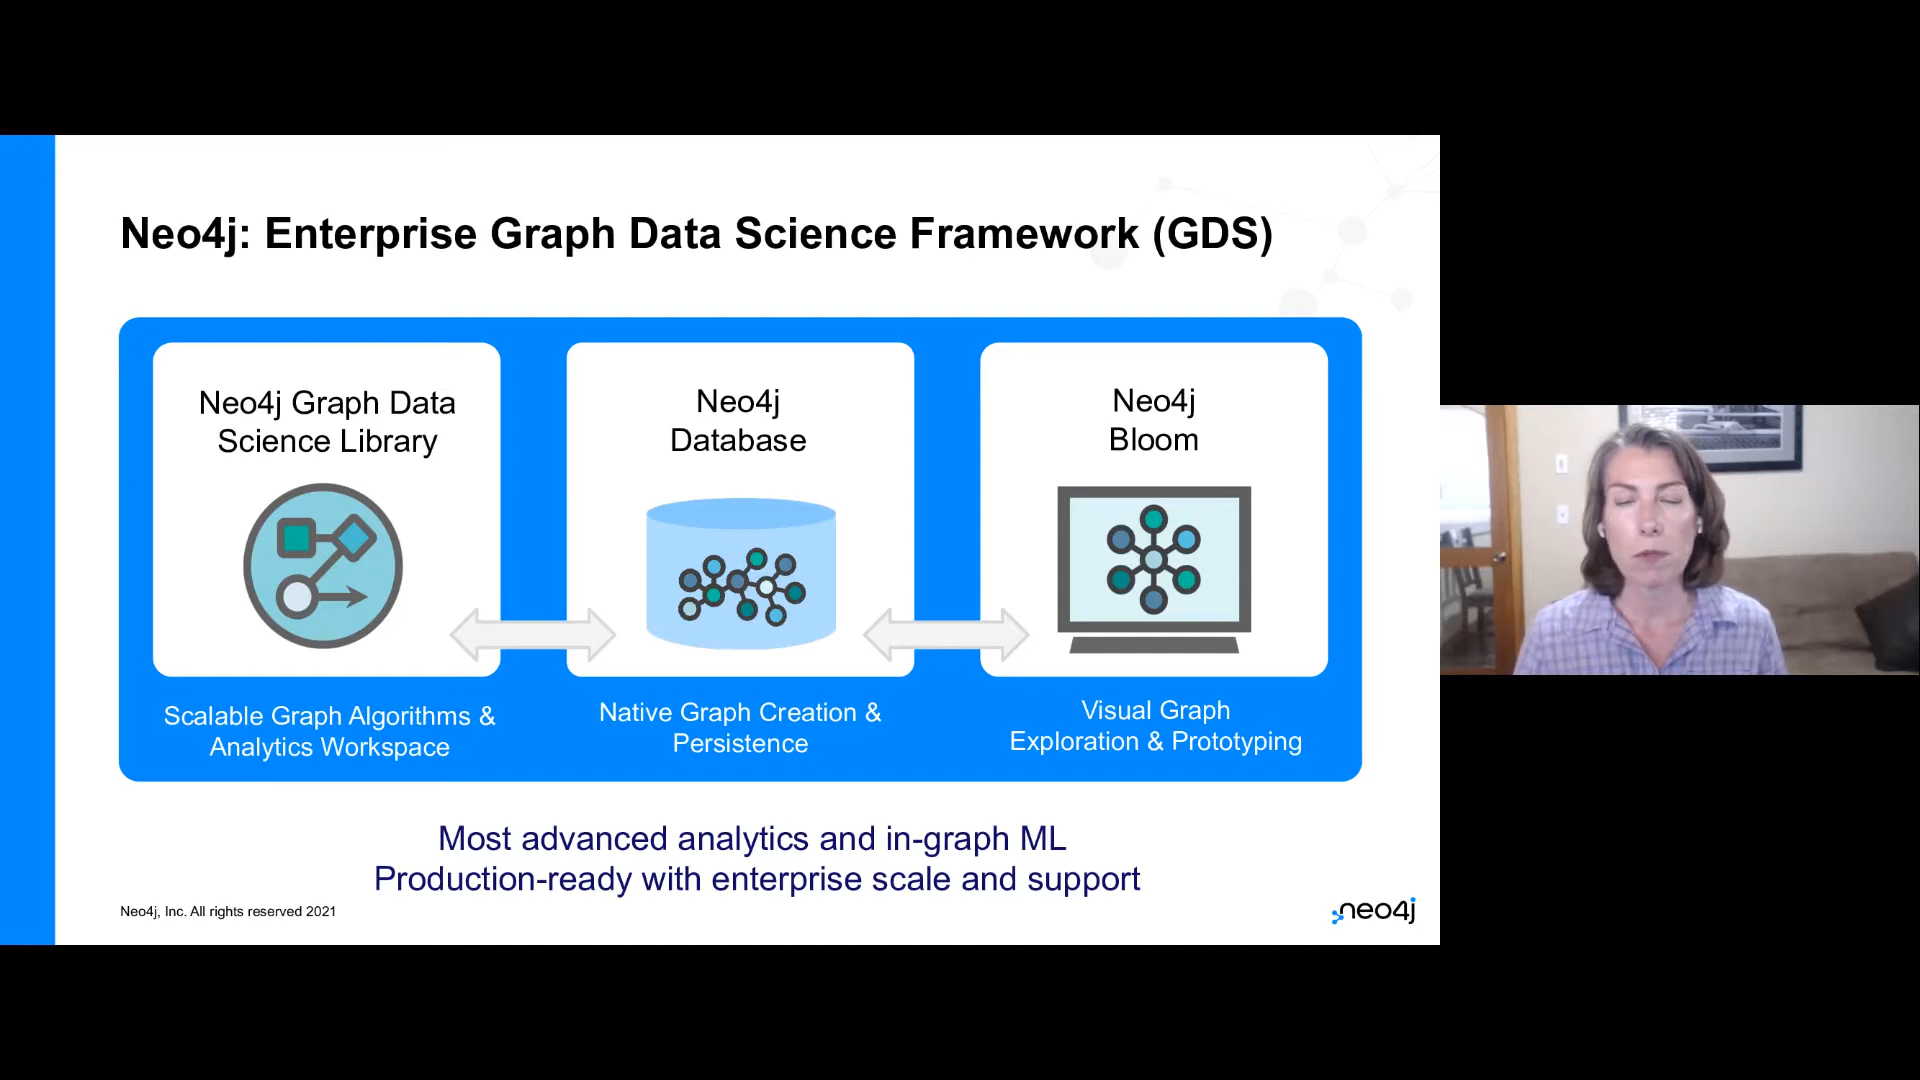 Neo4j: Enterprise Graph Data Science Framework (GDS)
Neo4j Graph Data
Science Library
Neo4j
Database
Neo4j
Bloom
Scalable Graph Algorithms &
Analytics Workspace
Native Graph Creation &
Persistence
Visual Graph
Exploration & Prototyping
Most advanced analytics and in-graph ML
Production-ready with enterprise scale and support
Neo4j, Inc. All rights reserved 2021
neo4j